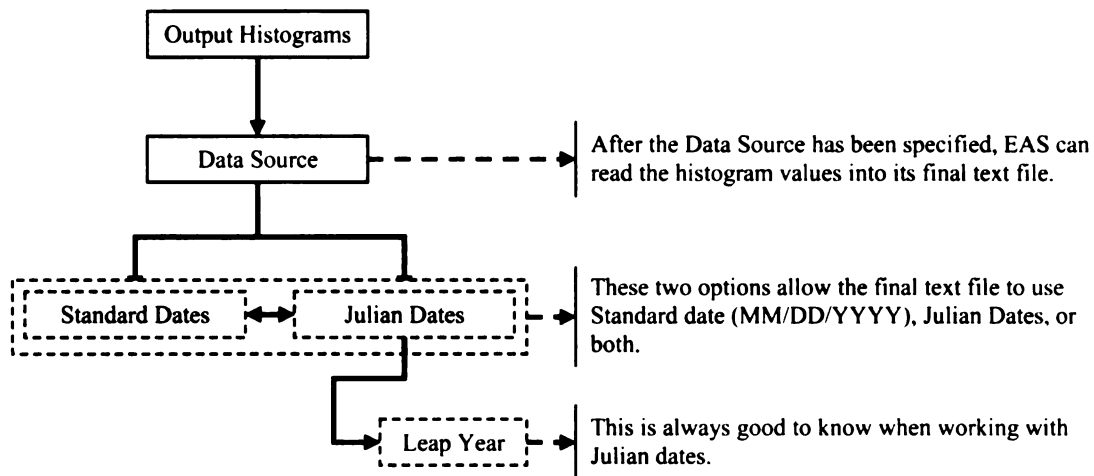 Output Histograms
Data Source
After the Data Source has been specified, EAS can
read the histogram values into its final text file.
Standard Dates
Julian Dates
These two options allow the final text file to use
Standard date (MM/DD/YYYY), Julian Dates, or
both.
Leap Year
This is always good to know when working with
Julian dates.